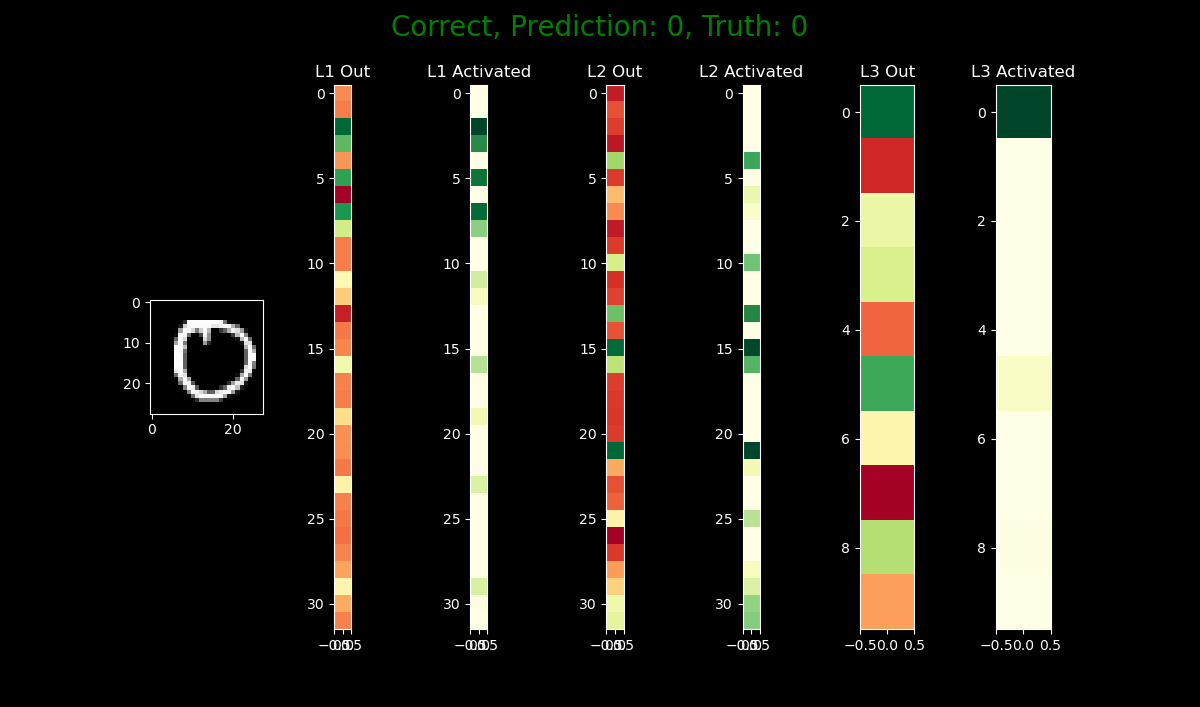 Correct, Prediction: 0, Truth: 0
L1 Out L1 Activated L2 Out L2 Activated L3 Out L3 Activated
0 0 0 0 0 0
5 5 5 5 2 2
10 10 10 10 4 4
15 15 15 15 6 6
20 20 20 20 8 8
25 25 25 25
30 30 30 30
0
10
20
0 20
−0.50.0 0.5 −0.50.0 0.5